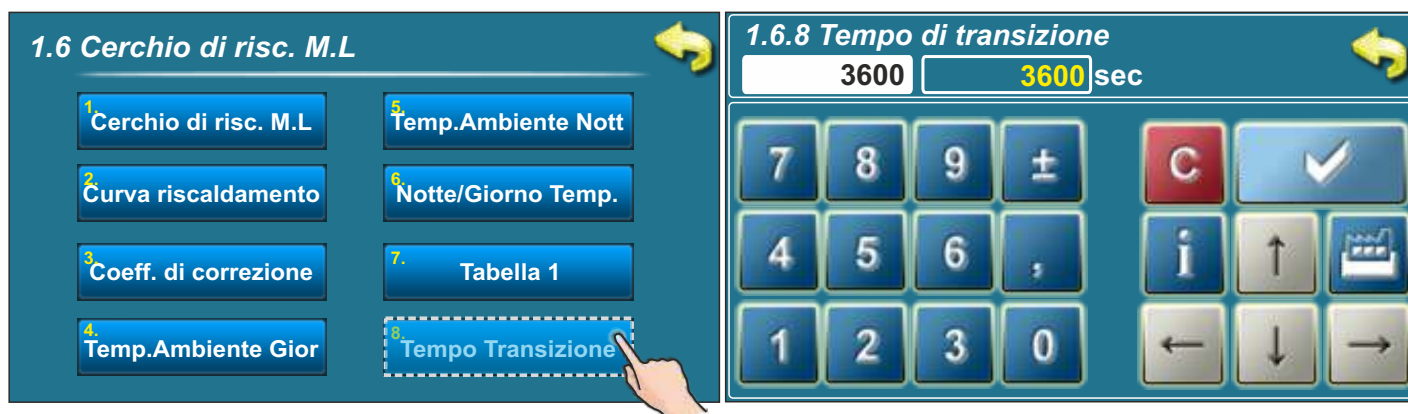 1.6 Cerchio di risc. M.L
1. Cerchio di risc. M.L
2. Curva riscaldamento
3. Coeff. di correzione
4. Temp.Ambiente Gior
5. Temp.Ambiente Nott
6. Notte/Giorno Temp.
7. Tabella 1
8. Tempo Transizione
1.6.8 Tempo di transizione
3600 3600 sec
7 8 9 ± C
4 5 6 , i ↑
1 2 3 0 ← ↓ →